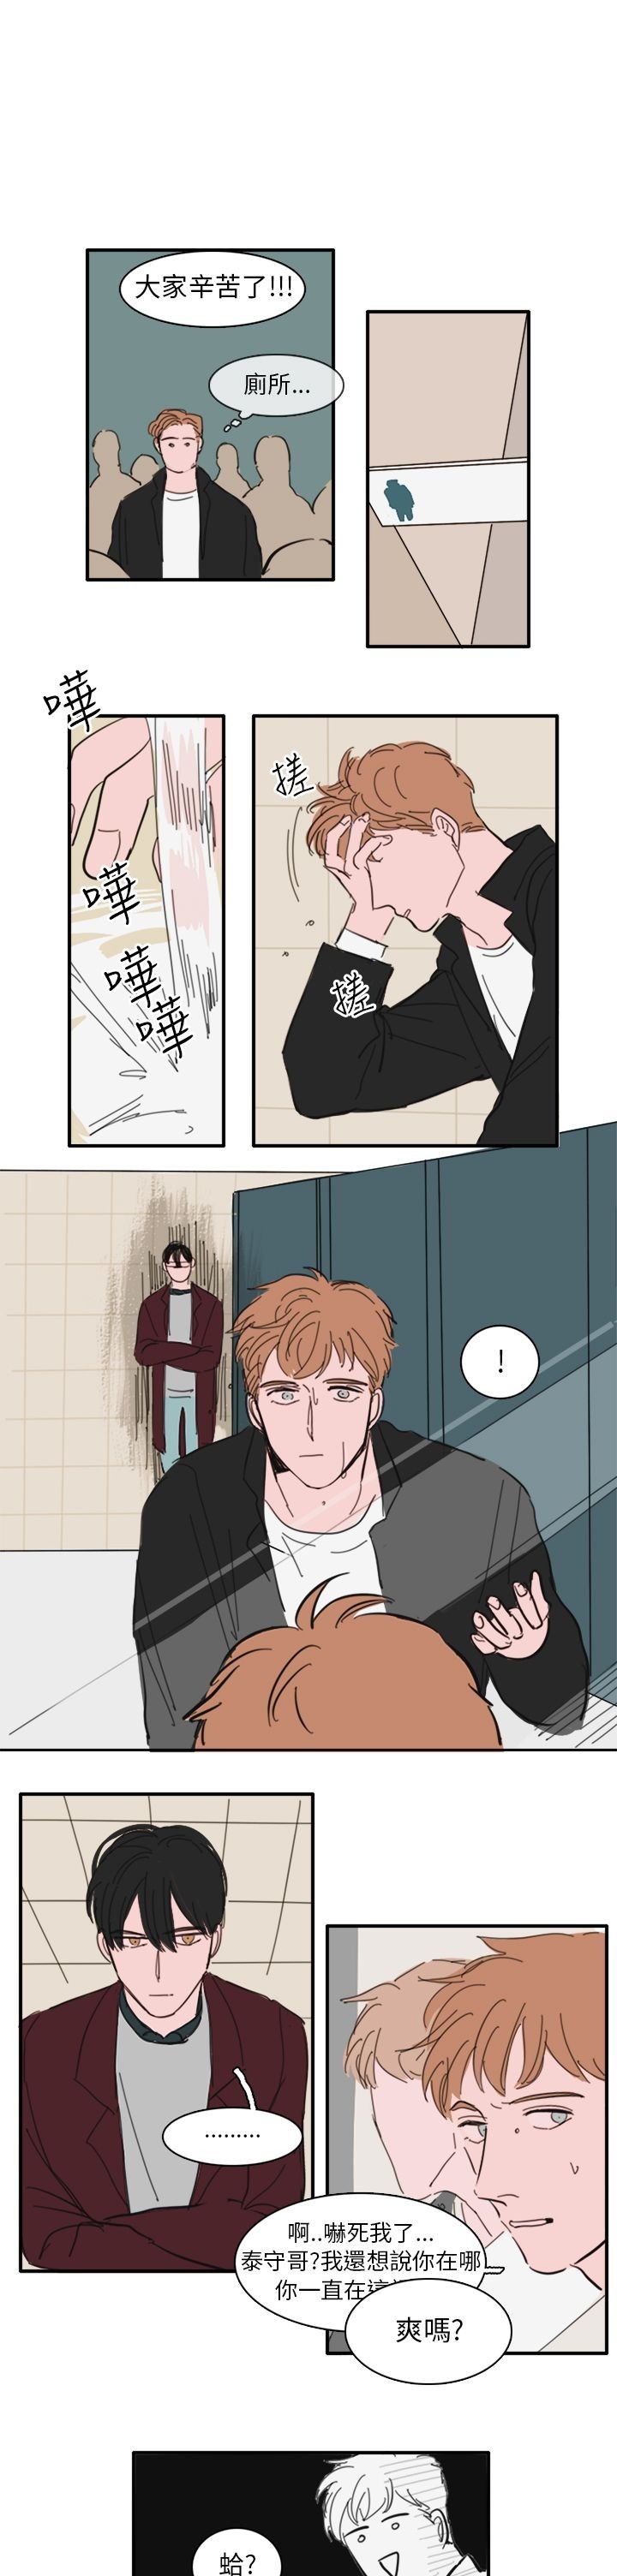 大家辛苦了!!!
廁所...
嘩
嘩
嘩
嘩
搓
搓
!
.........
啊..嚇死我了...
泰守哥?我還想說你在哪
你一直在這
爽嗎?
蛤?